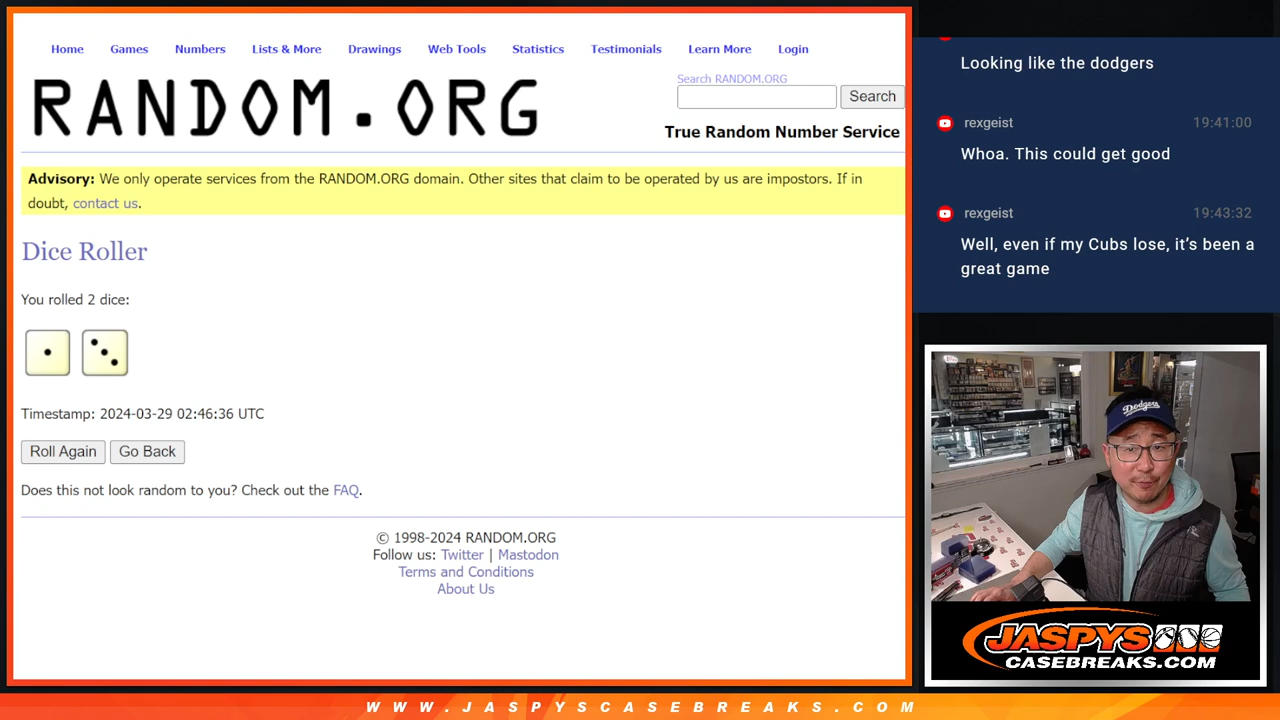 Home Games Numbers Lists & More Drawings Web Tools Statistics Testimonials Learn More Login
RANDOM.ORG
Search RANDOM.ORG
Search
True Random Number Service
Advisory: We only operate services from the RANDOM.ORG domain. Other sites that claim to be operated by us are impostors. If in
doubt, contact us.
Dice Roller
You rolled 2 dice:
Timestamp: 2024-03-29 02:46:36 UTC
Roll Again Go Back
Does this not look random to you? Check out the FAQ.
© 1998-2024 RANDOM.ORG
Follow us: Twitter | Mastodon
Terms and Conditions
About Us
Looking like the dodgers
rexgeist 19:41:00
Whoa. This could get good
rexgeist 19:43:32
Well, even if my Cubs lose, it’s been a
great game
Dodgers
JASPYS
CASEBREAKS.COM
WWW.JASPYSCASEBREAKS.COM